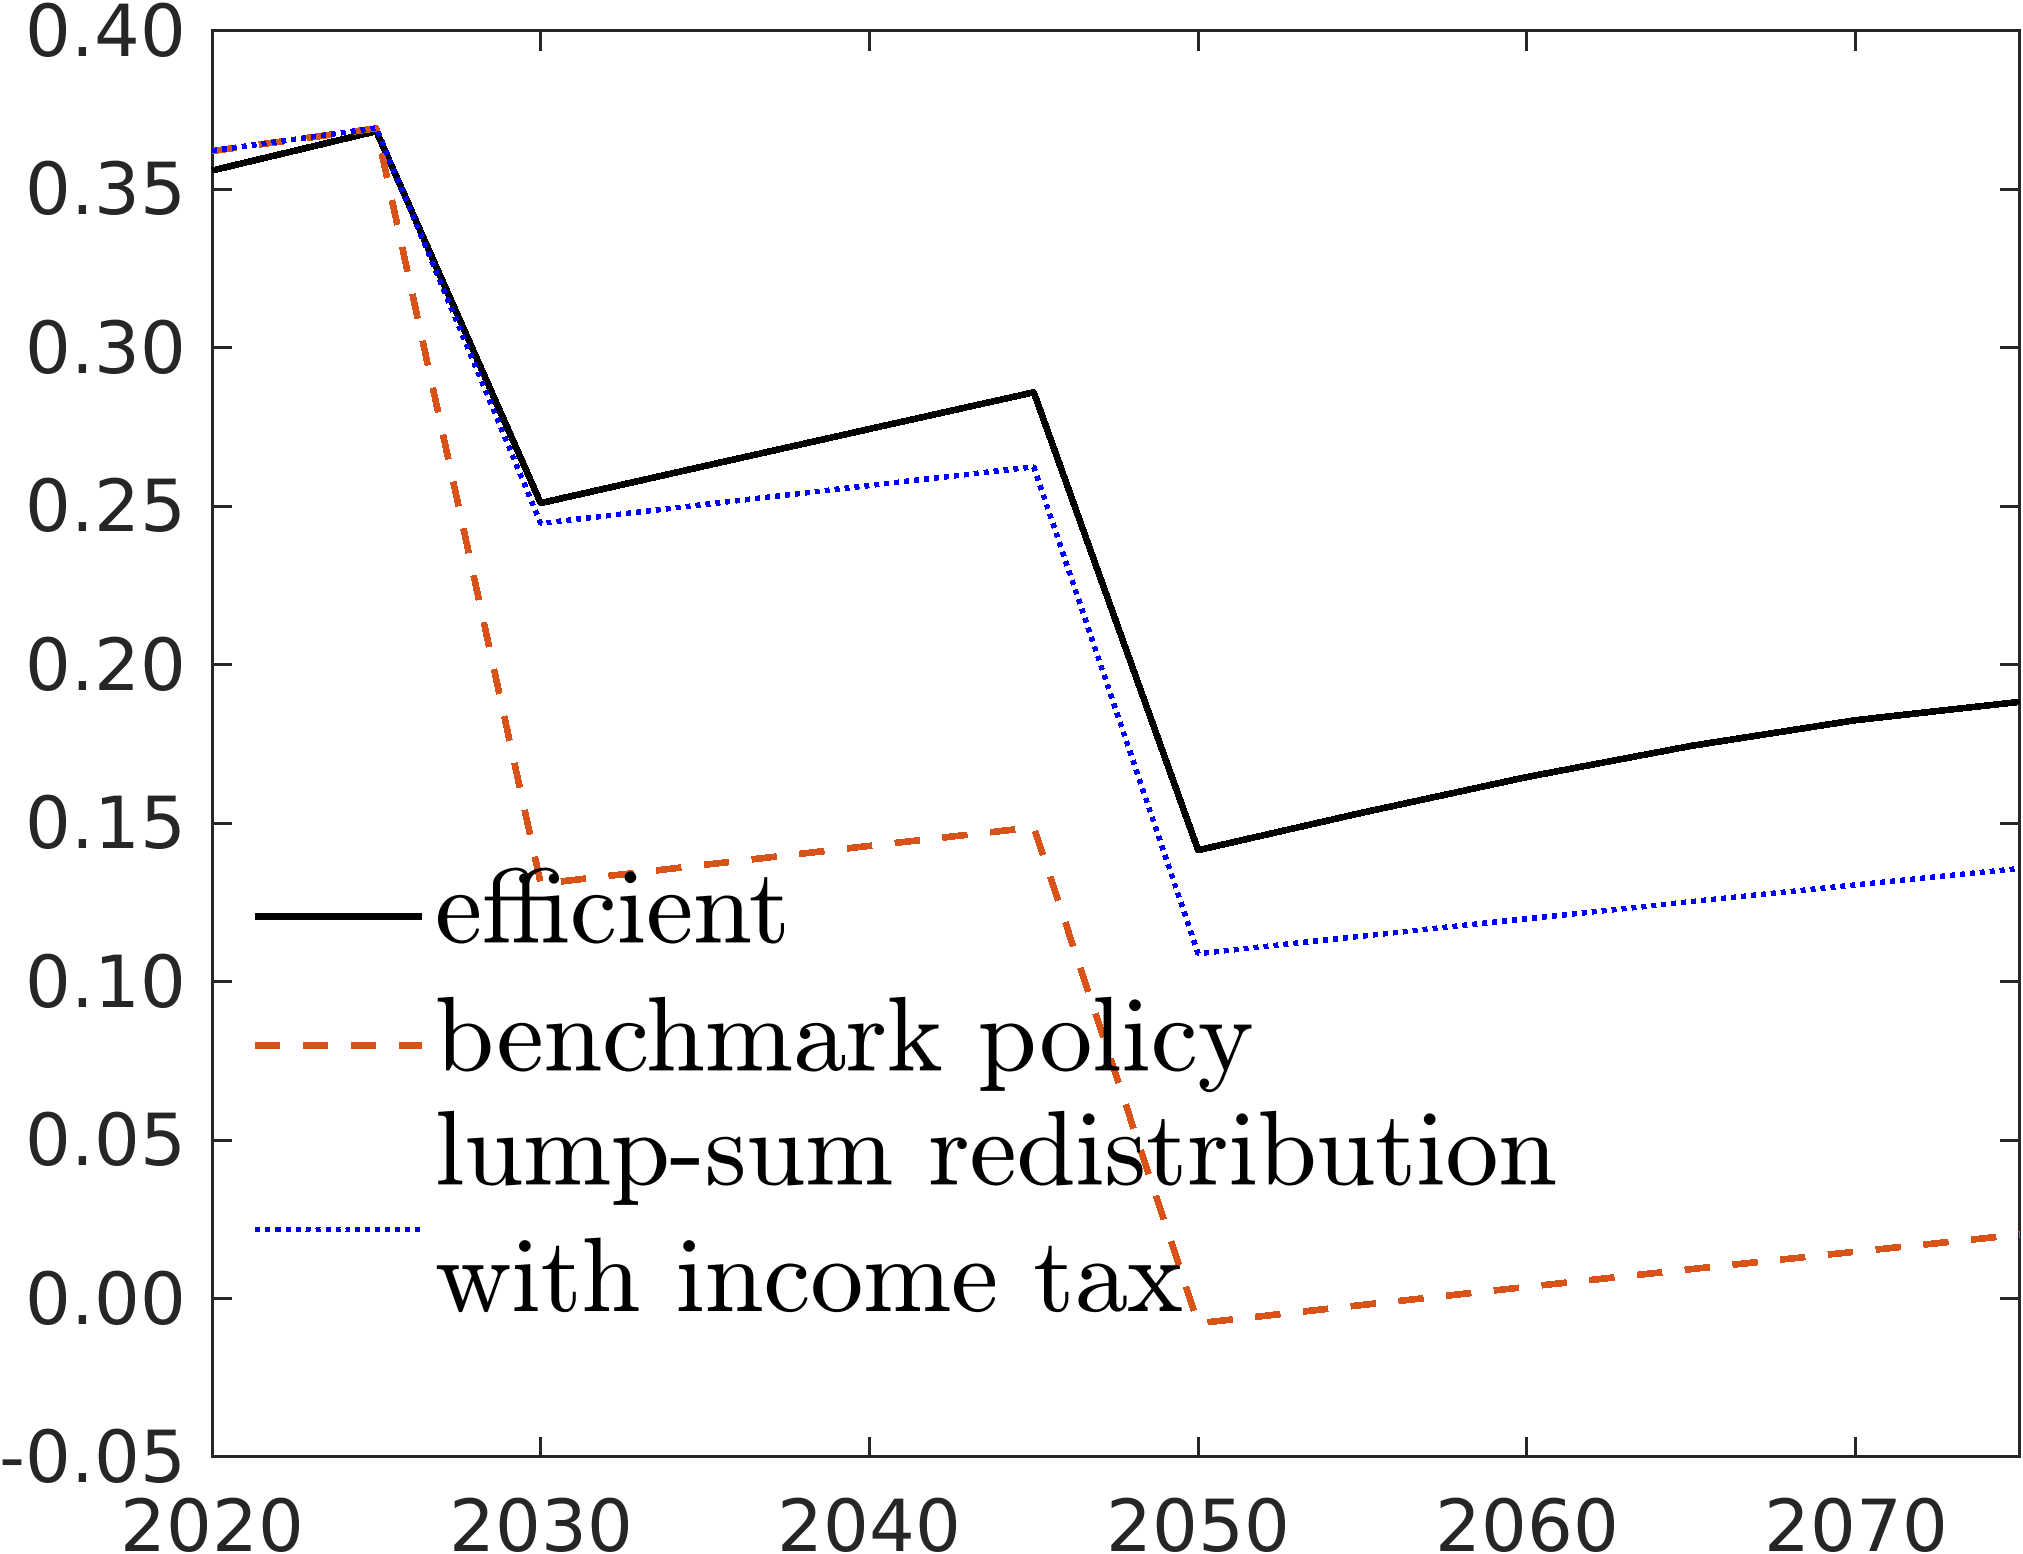 0.40
0.35
0.30
0.25
0.20
0.15
0.10
0.05
0.00
-0.05
efficient
benchmark policy
lump-sum redistribution
with income tax
2020 2030 2040 2050 2060 2070